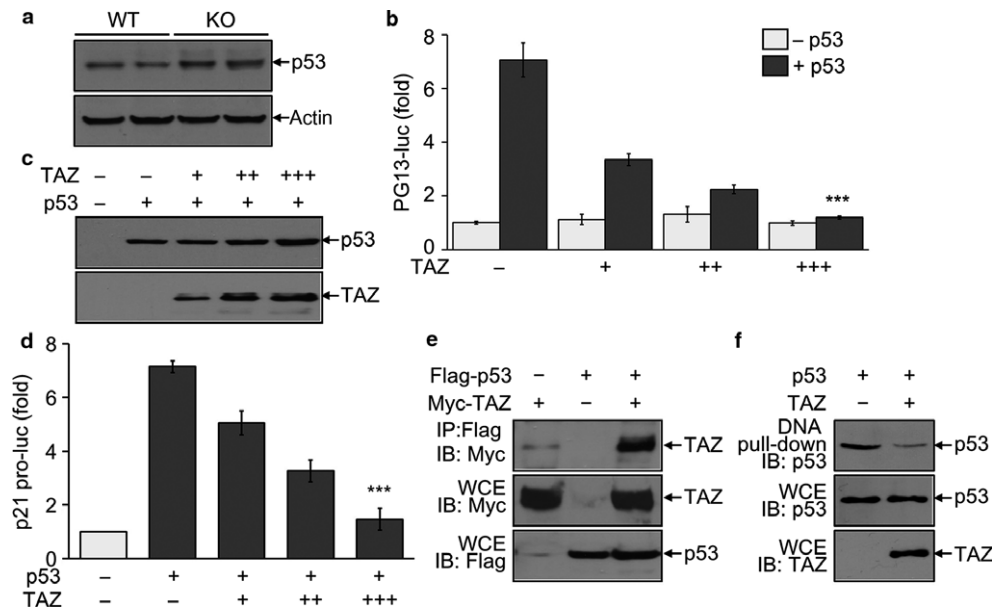 a
WT KO
p53
Actin
b
PG13-luc (fold)
8
6
4
2
0
– p53
+ p53
***
TAZ – + ++ +++
c
TAZ – – + ++ +++
p53 – + + + +
p53
TAZ
d
p21 pro-luc (fold)
8
6
4
2
0
***
p53 – + + + +
TAZ – – + ++ +++
e
Flag-p53 – + +
Myc-TAZ + – +
IP:Flag
IB: Myc
TAZ
WCE
IB: Myc
TAZ
WCE
IB: Flag
p53
f
p53 + +
TAZ – +
DNA
pull-down
IB: p53
p53
WCE
IB: p53
p53
WCE
IB: TAZ
TAZ